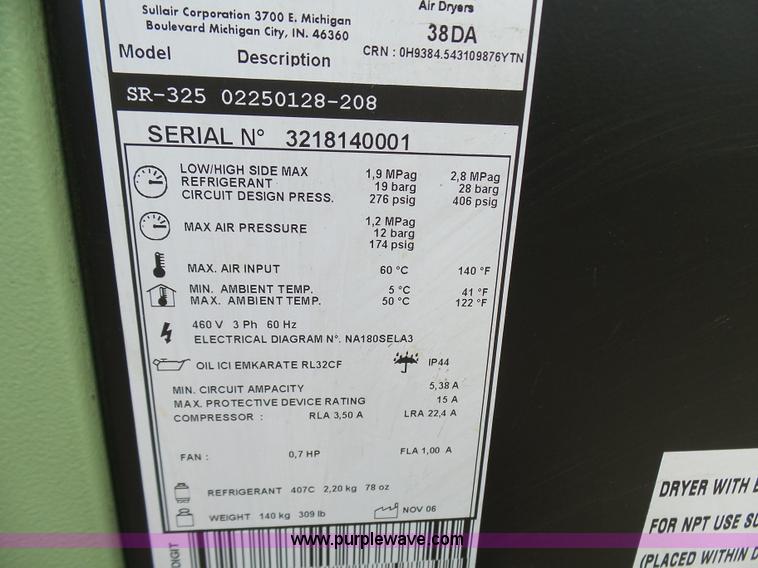 Sullair Corporation 3700 E. Michigan
Boulevard Michigan City, IN. 46360
Air Dryers
38DA
CRN : 0H9384.543109876YTN
Model Description
SR-325 02250128-208
SERIAL N° 3218140001
LOW/HIGH SIDE MAX 1,9 MPag 2,8 MPag
REFRIGERANT 19 barg 28 barg
CIRCUIT DESIGN PRESS. 276 psig 406 psig
MAX AIR PRESSURE 1,2 MPag
12 barg
174 psig
MAX. AIR INPUT 60 °C 140 °F
MIN. AMBIENT TEMP. 5 °C 41 °F
MAX. AMBIENT TEMP. 50 °C 122 °F
460 V 3 Ph 60 Hz
ELECTRICAL DIAGRAM N°. NA180SELA3
OIL ICI EMKARATE RL32CF IP44
MIN. CIRCUIT AMPACITY 5,38 A
MAX. PROTECTIVE DEVICE RATING 15 A
COMPRESSOR : RLA 3,50 A LRA 22,4 A
FAN : 0,7 HP FLA 1,00 A
REFRIGERANT 407C 2,20 kg 78 oz
WEIGHT 140 kg 309 lb NOV 06
DIGIT
DRYER WITH
FOR NPT USE
(PLACED WITHIN
www.purplewave.com